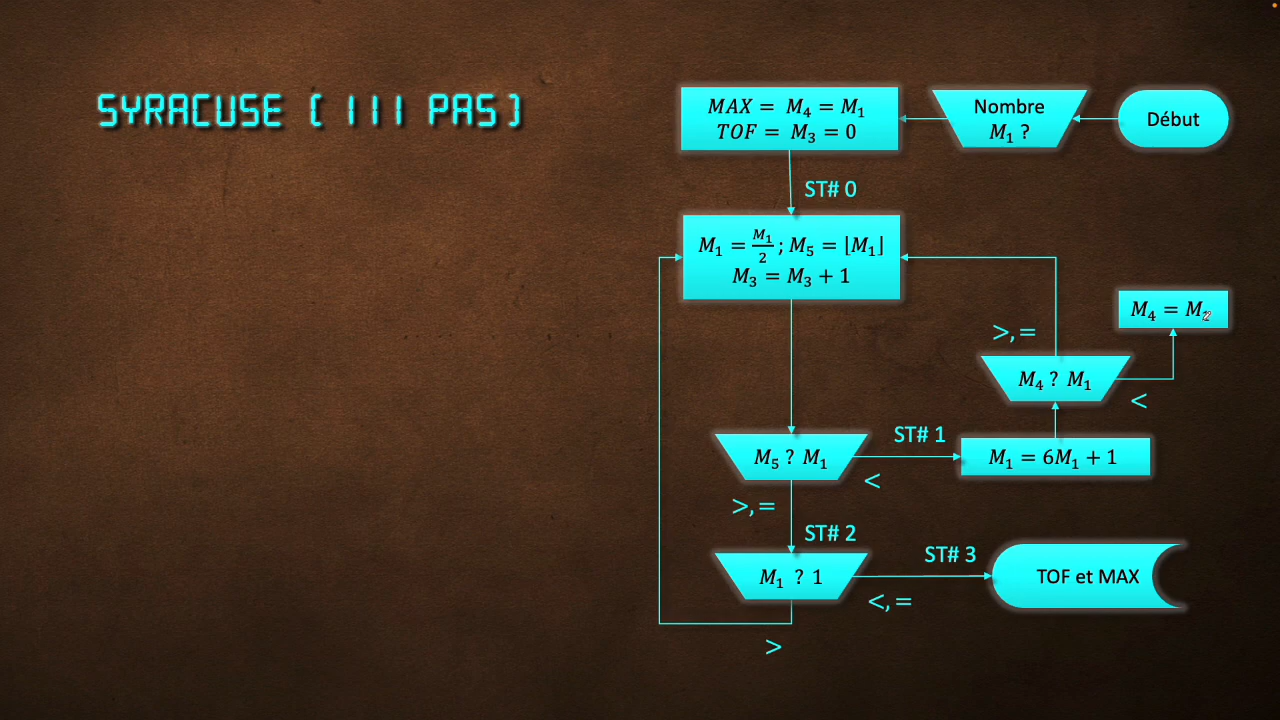 SYRACUSE ( 111 PAS )
MAX = M₄ = M₁
TOF = M₃ = 0
Nombre
M₁ ?
Début
ST# 0
M₁ = M₁/2 ; M₅ = ⌊M₁⌋
M₃ = M₃ + 1
>, =
M₄ ? M₁
<
ST# 1
M₅ ? M₁
M₁ = 6M₁ + 1
<
>, =
ST# 2
ST# 3
M₁ ? 1
TOF et MAX
<, =
>